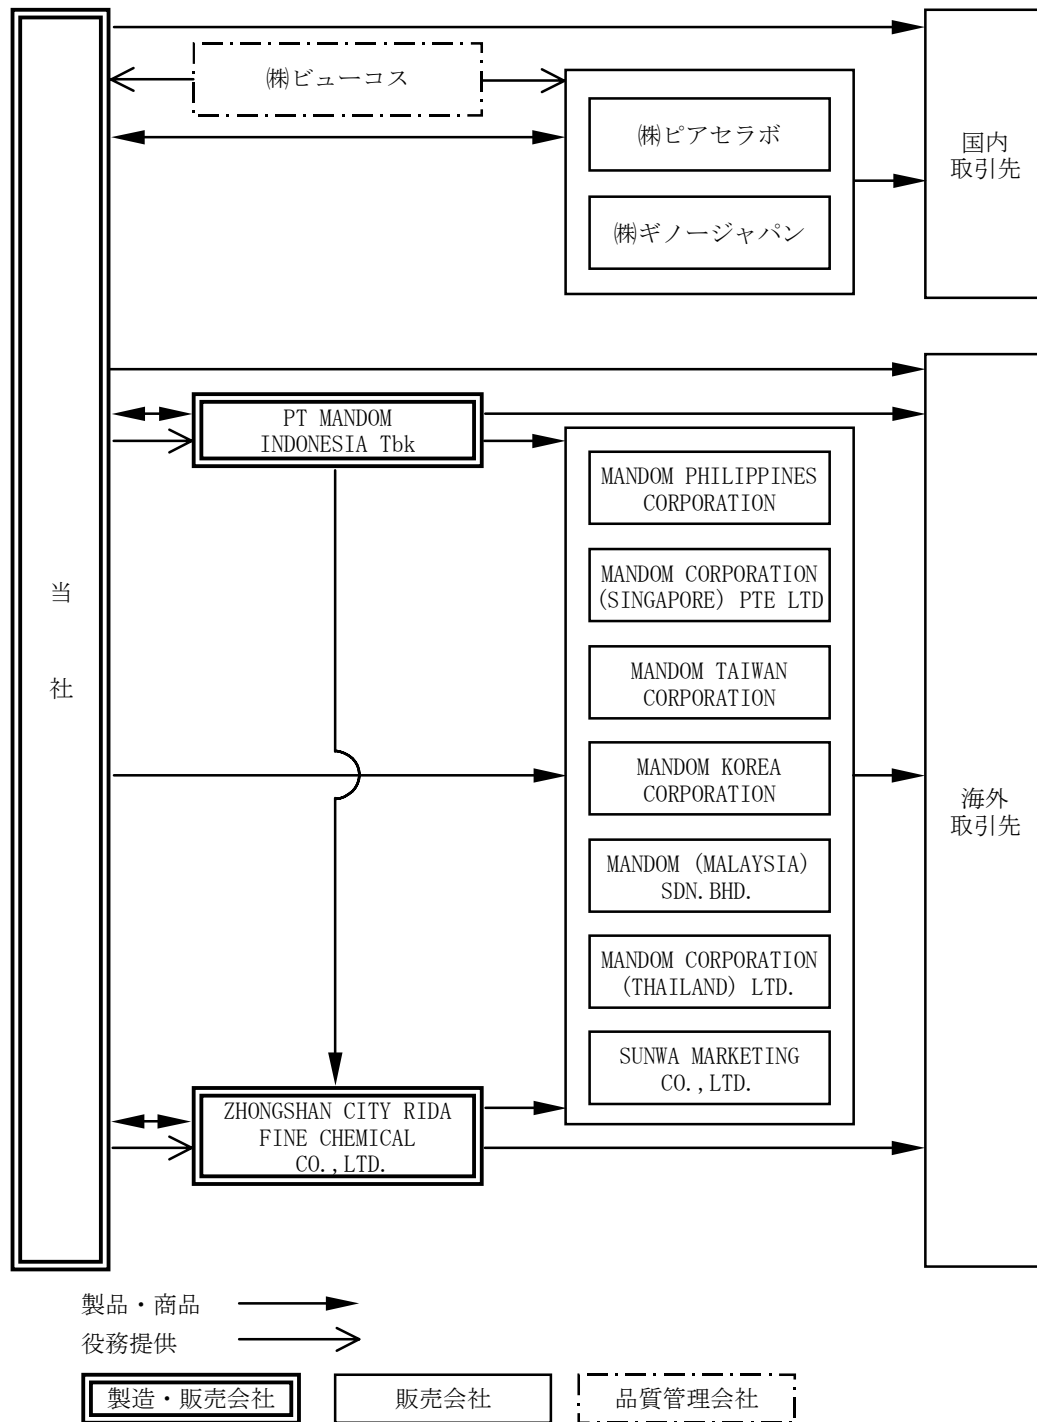 ㈱ビューコス
㈱ピアセラボ
㈱ギノージャパン
国内
取引先
当
社
PT MANDOM
INDONESIA Tbk
MANDOM PHILIPPINES
CORPORATION
MANDOM CORPORATION
(SINGAPORE) PTE LTD
MANDOM TAIWAN
CORPORATION
MANDOM KOREA
CORPORATION
MANDOM (MALAYSIA)
SDN.BHD.
MANDOM CORPORATION
(THAILAND) LTD.
SUNWA MARKETING
CO.,LTD.
海外
取引先
ZHONGSHAN CITY RIDA
FINE CHEMICAL
CO.,LTD.
製品・商品
役務提供
製造・販売会社
販売会社
品質管理会社